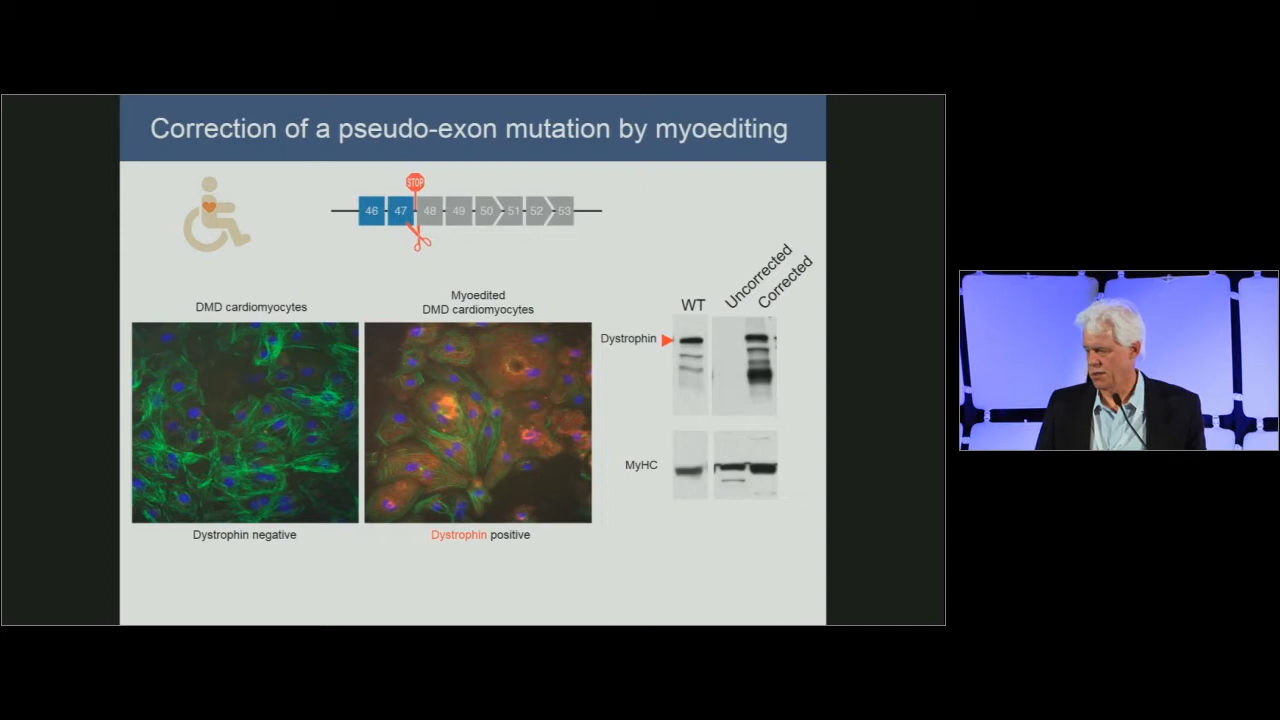 Correction of a pseudo-exon mutation by myoediting
STOP
46 47 48 49 50 51 52 53
DMD cardiomyocytes
Myoedited
DMD cardiomyocytes
WT
Uncorrected
Corrected
Dystrophin
MyHC
Dystrophin negative
Dystrophin positive